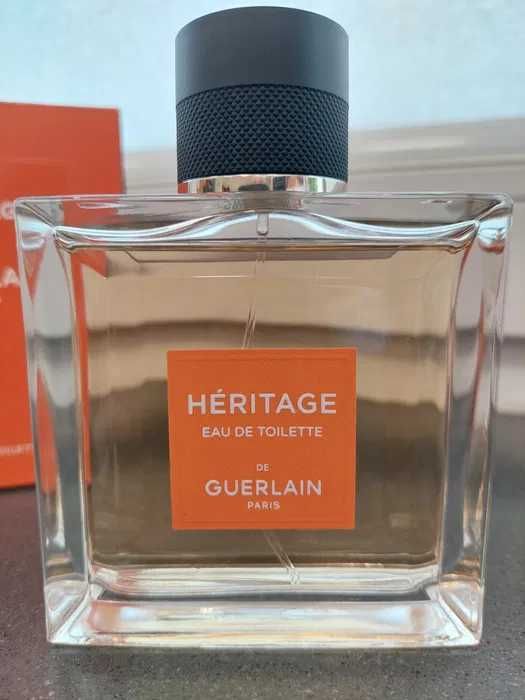 HÉRITAGE
EAU DE TOILETTE
DE
GUERLAIN
PARIS